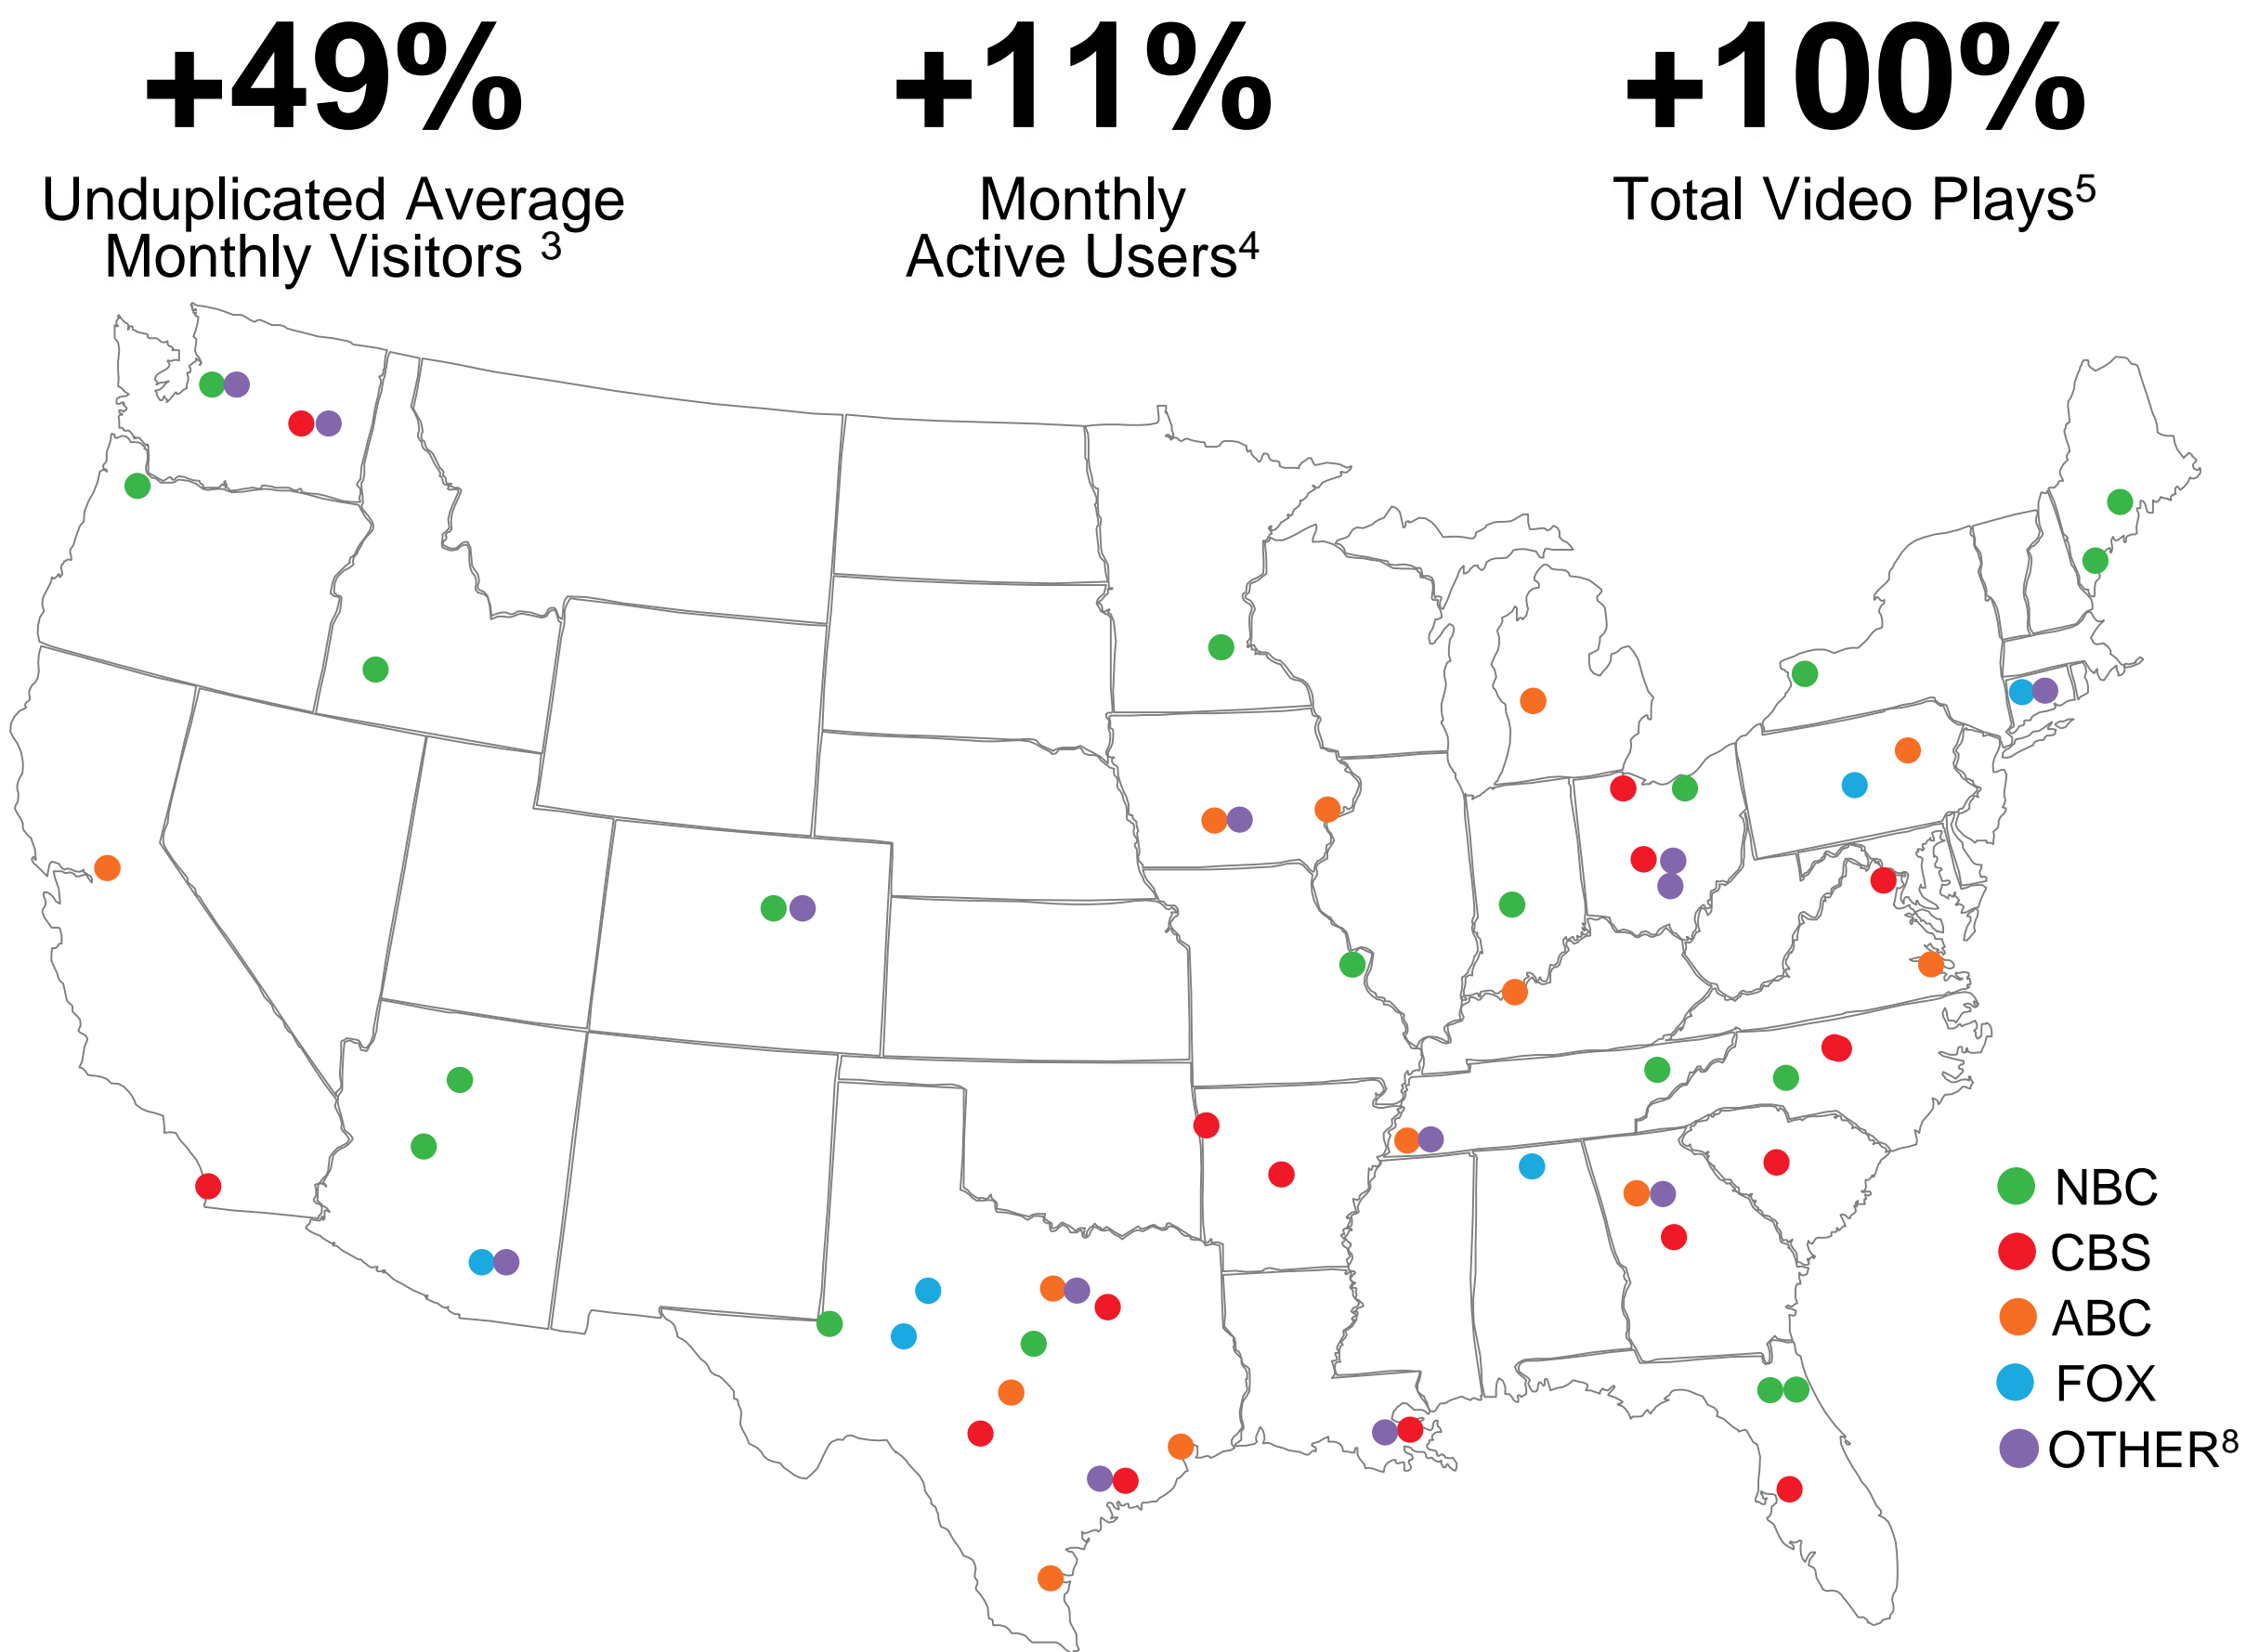 +49%
Unduplicated Average
Monthly Visitors ³
+11%
Monthly
Active Users⁴
+100%
Total Video Plays⁵
NBC
CBS
ABC
FOX
OTHER⁸